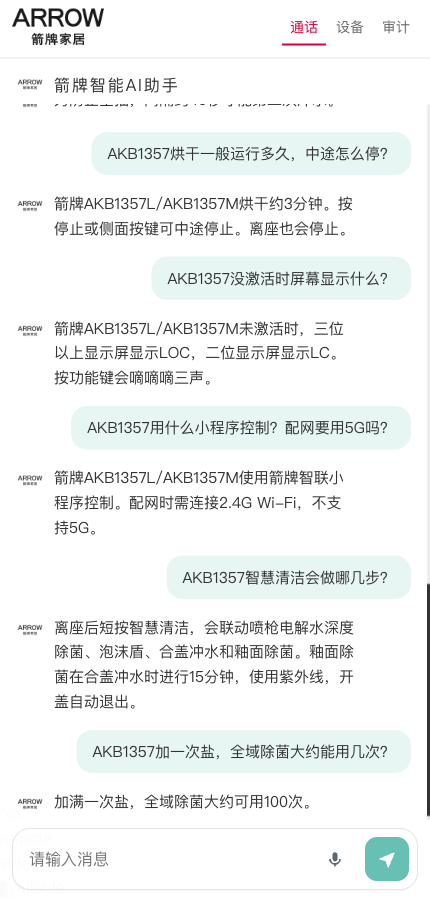 ARROW
箭牌家居
通话 设备 审计
ARROW
箭牌智能AI助手
AKB1357烘干一般运行多久，中途怎么停？
ARROW
箭牌AKB1357L/AKB1357M烘干约3分钟。按
停止或侧面按键可中途停止。离座也会停止。
AKB1357没激活时屏幕显示什么？
ARROW
箭牌AKB1357L/AKB1357M未激活时，三位
以上显示屏显示LOC，二位显示屏显示LC。
按功能键会嘀嘀嘀三声。
AKB1357用什么小程序控制？配网要用5G吗？
ARROW
箭牌AKB1357L/AKB1357M使用箭牌智联小
程序控制。配网时需连接2.4G Wi-Fi，不支
持5G。
AKB1357智慧清洁会做哪几步？
ARROW
离座后短按智慧清洁，会联动喷枪电解水深度
除菌、泡沫盾、合盖冲水和釉面除菌。釉面除
菌在合盖冲水时进行15分钟，使用紫外线，开
盖自动退出。
AKB1357加一次盐，全域除菌大约能用几次？
ARROW
加满一次盐，全域除菌大约可用100次。
请输入消息